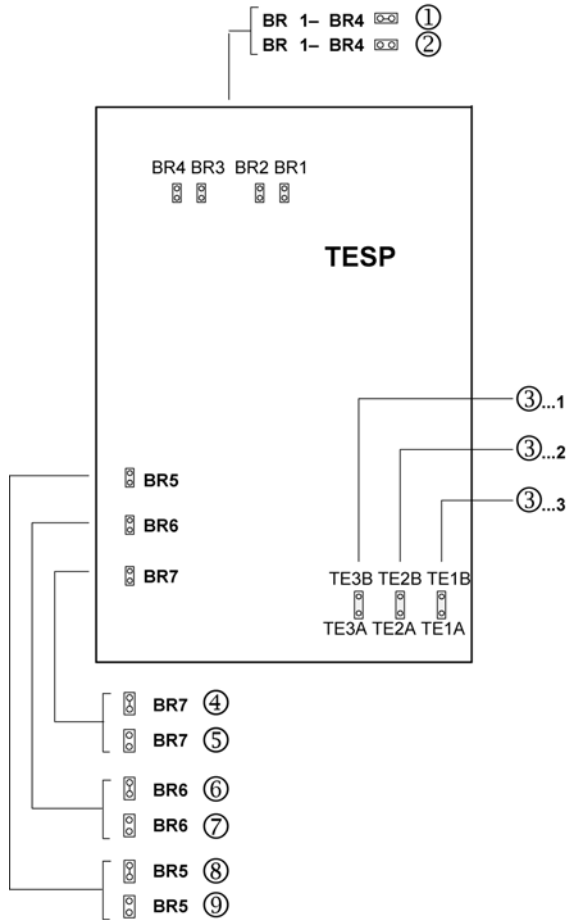 BR 1– BR4 ①
BR 1– BR4 ②
BR4 BR3 BR2 BR1
TESP
③...1
③...2
③...3
BR5
BR6
BR7
TE3B TE2B TE1B
TE3A TE2A TE1A
BR7 ④
BR7 ⑤
BR6 ⑥
BR6 ⑦
BR5 ⑧
BR5 ⑨